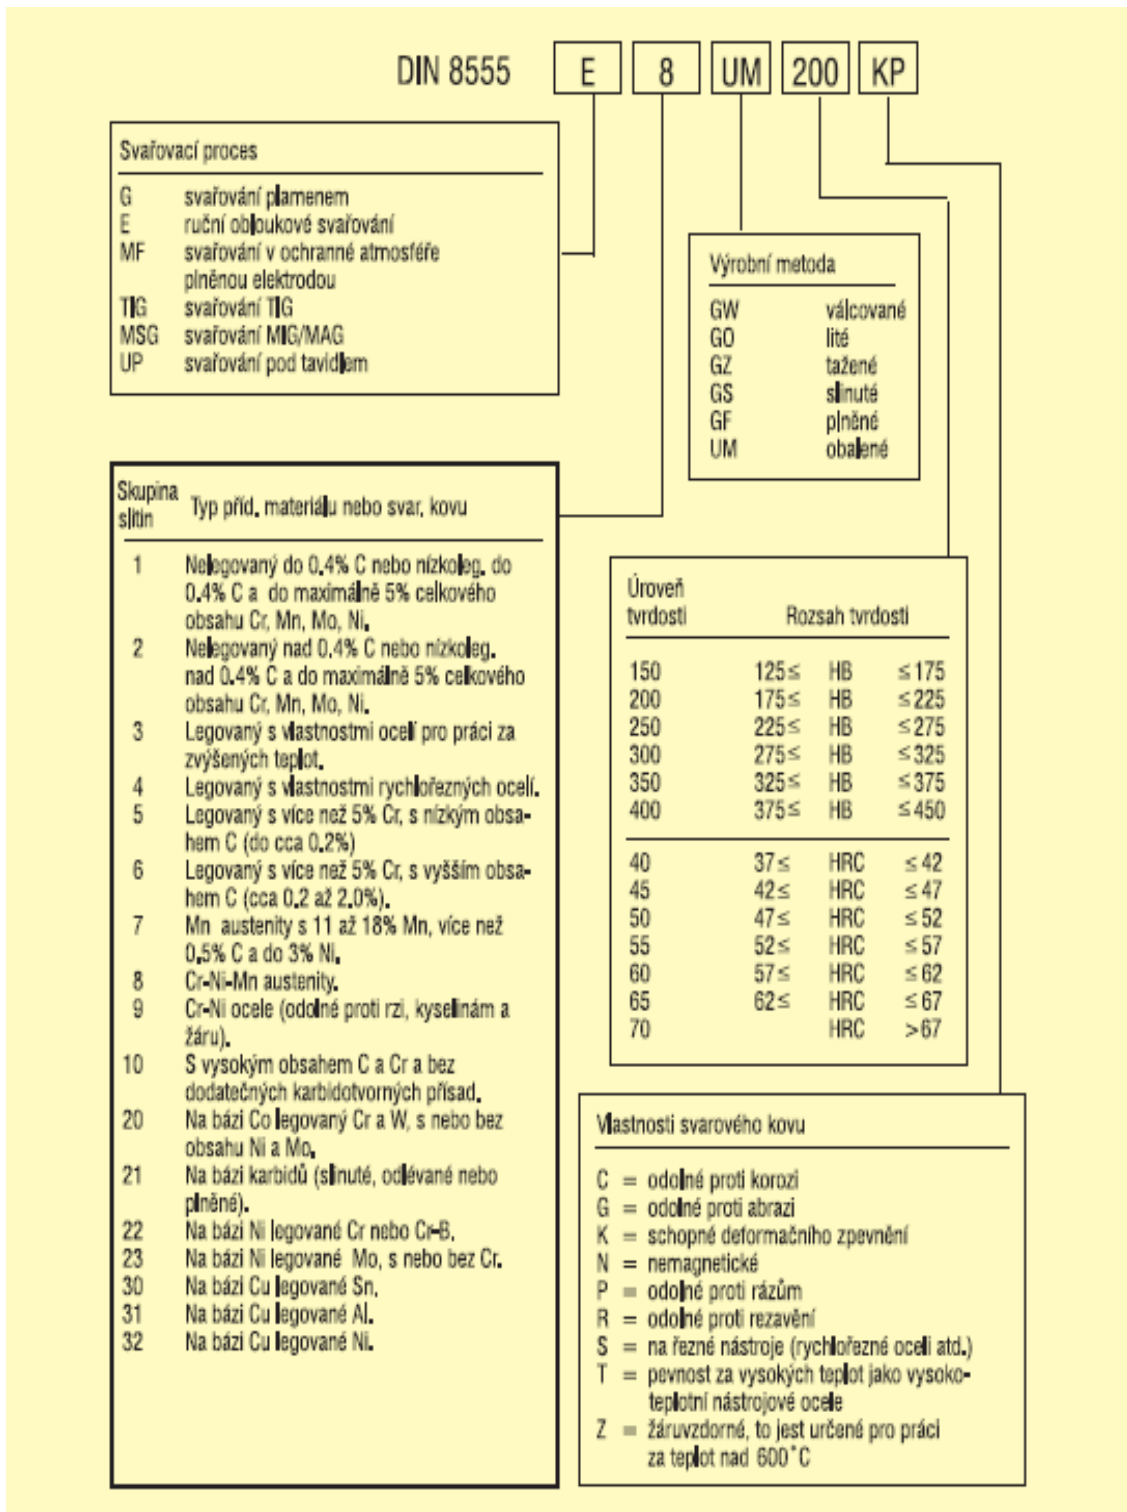 DIN 8555 E 8 UM 200 KP
Svařovací proces
G svařování plamenem
E ruční obloukové svařování
MF svařování v ochranné atmosféře
plněnou elektrodou
TIG svařování TIG
MSG svařování MIG/MAG
UP svařování pod tavidlem
Výrobní metoda
GW válcované
GO lité
GZ tažené
GS slinuté
GF plněné
UM obalené
Skupina
slitin Typ příd. materiálu nebo svar. kovu
1 Nelegovaný do 0.4% C nebo nízkoleg. do
0.4% C a do maximálně 5% celkového
obsahu Cr, Mn, Mo, Ni.
2 Nelegovaný nad 0.4% C nebo nízkoleg.
nad 0.4% C a do maximálně 5% celkového
obsahu Cr, Mn, Mo, Ni.
3 Legovaný s vlastnostmi ocelí pro práci za
zvýšených teplot.
4 Legovaný s vlastnostmi rychlořezných ocelí.
5 Legovaný s více než 5% Cr, s nízkým obsa-
hem C (do cca 0.2%)
6 Legovaný s více než 5% Cr, s vyšším obsa-
hem C (cca 0.2 až 2.0%).
7 Mn austenity s 11 až 18% Mn, více než
0.5% C a do 3% Ni.
8 Cr-Ni-Mn austenity.
9 Cr-Ni ocele (odolné proti rzi, kyselinám a
žáru).
10 S vysokým obsahem C a Cr a bez
dodatečných karbidotvorných přísad.
20 Na bázi Co legovaný Cr a W, s nebo bez
obsahu Ni a Mo.
21 Na bázi karbidů (slinuté, odlévané nebo
plněné).
22 Na bázi Ni legované Cr nebo Cr-B.
23 Na bázi Ni legované Mo, s nebo bez Cr.
30 Na bázi Cu legované Sn.
31 Na bázi Cu legované Al.
32 Na bázi Cu legované Ni.
Úroveň
tvrdosti Rozsah tvrdosti
150 125≤ HB ≤175
200 175≤ HB ≤225
250 225≤ HB ≤275
300 275≤ HB ≤325
350 325≤ HB ≤375
400 375≤ HB ≤450
40 37≤ HRC ≤42
45 42≤ HRC ≤47
50 47≤ HRC ≤52
55 52≤ HRC ≤57
60 57≤ HRC ≤62
65 62≤ HRC ≤67
70 HRC >67
Vlastnosti svarového kovu
C = odolné proti korozi
G = odolné proti abrazi
K = schopné deformačního zpevnění
N = nemagnetické
P = odolné proti rázům
R = odolné proti rezavění
S = na řezné nástroje (rychlořezné oceli atd.)
T = pevnost za vysokých teplot jako vysoko-
teplotní nástrojové ocele
Z = žáruvzdorné, to jest určené pro práci
za teplot nad 600°C